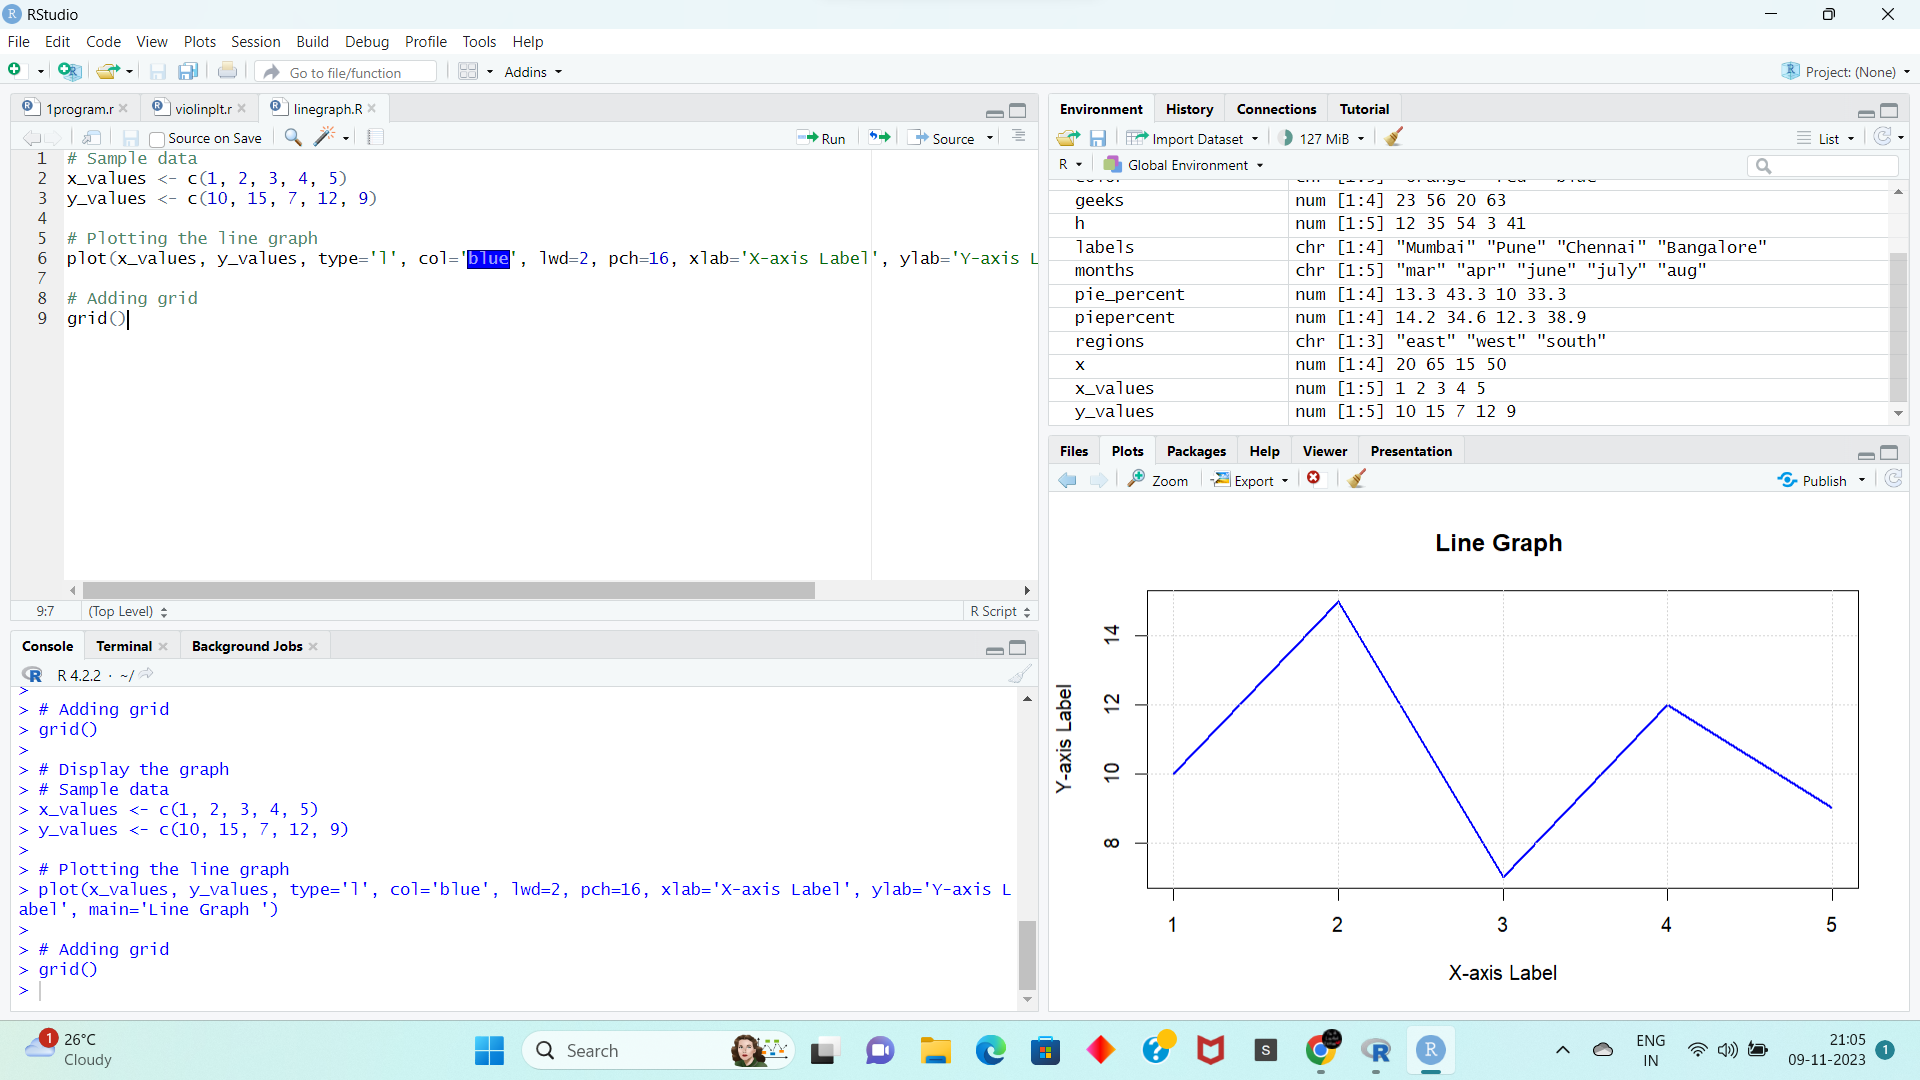 RStudio
File Edit Code View Plots Session Build Debug Profile Tools Help
Go to file/function Addins Project: (None)
1program.r violinplt.r linegraph.R
Source on Save Run Source
1 # Sample data
2 x_values <- c(1, 2, 3, 4, 5)
3 y_values <- c(10, 15, 7, 12, 9)
4
5 # Plotting the line graph
6 plot(x_values, y_values, type='l', col='blue', lwd=2, pch=16, xlab='X-axis Label', ylab='Y-axis L
7
8 # Adding grid
9 grid()
9:7 (Top Level) R Script
Console Terminal Background Jobs
R 4.2.2 · ~/
>
> # Adding grid
> grid()
>
> # Display the graph
> # Sample data
> x_values <- c(1, 2, 3, 4, 5)
> y_values <- c(10, 15, 7, 12, 9)
>
> # Plotting the line graph
> plot(x_values, y_values, type='l', col='blue', lwd=2, pch=16, xlab='X-axis Label', ylab='Y-axis L
abel', main='Line Graph ')
>
> # Adding grid
> grid()
>
Environment History Connections Tutorial
Import Dataset 127 MiB List
R Global Environment
geeks num [1:4] 23 56 20 63
h num [1:5] 12 35 54 3 41
labels chr [1:4] "Mumbai" "Pune" "Chennai" "Bangalore"
months chr [1:5] "mar" "apr" "june" "july" "aug"
pie_percent num [1:4] 13.3 43.3 10 33.3
piepercent num [1:4] 14.2 34.6 12.3 38.9
regions chr [1:3] "east" "west" "south"
x num [1:4] 20 65 15 50
x_values num [1:5] 1 2 3 4 5
y_values num [1:5] 10 15 7 12 9
Files Plots Packages Help Viewer Presentation
Zoom Export Publish
Line Graph
Y-axis Label
14
12
10
8
1 2 3 4 5
X-axis Label
1 26°C
Cloudy
Search
S
R
R
ENG
IN
21:05
09-11-2023
1